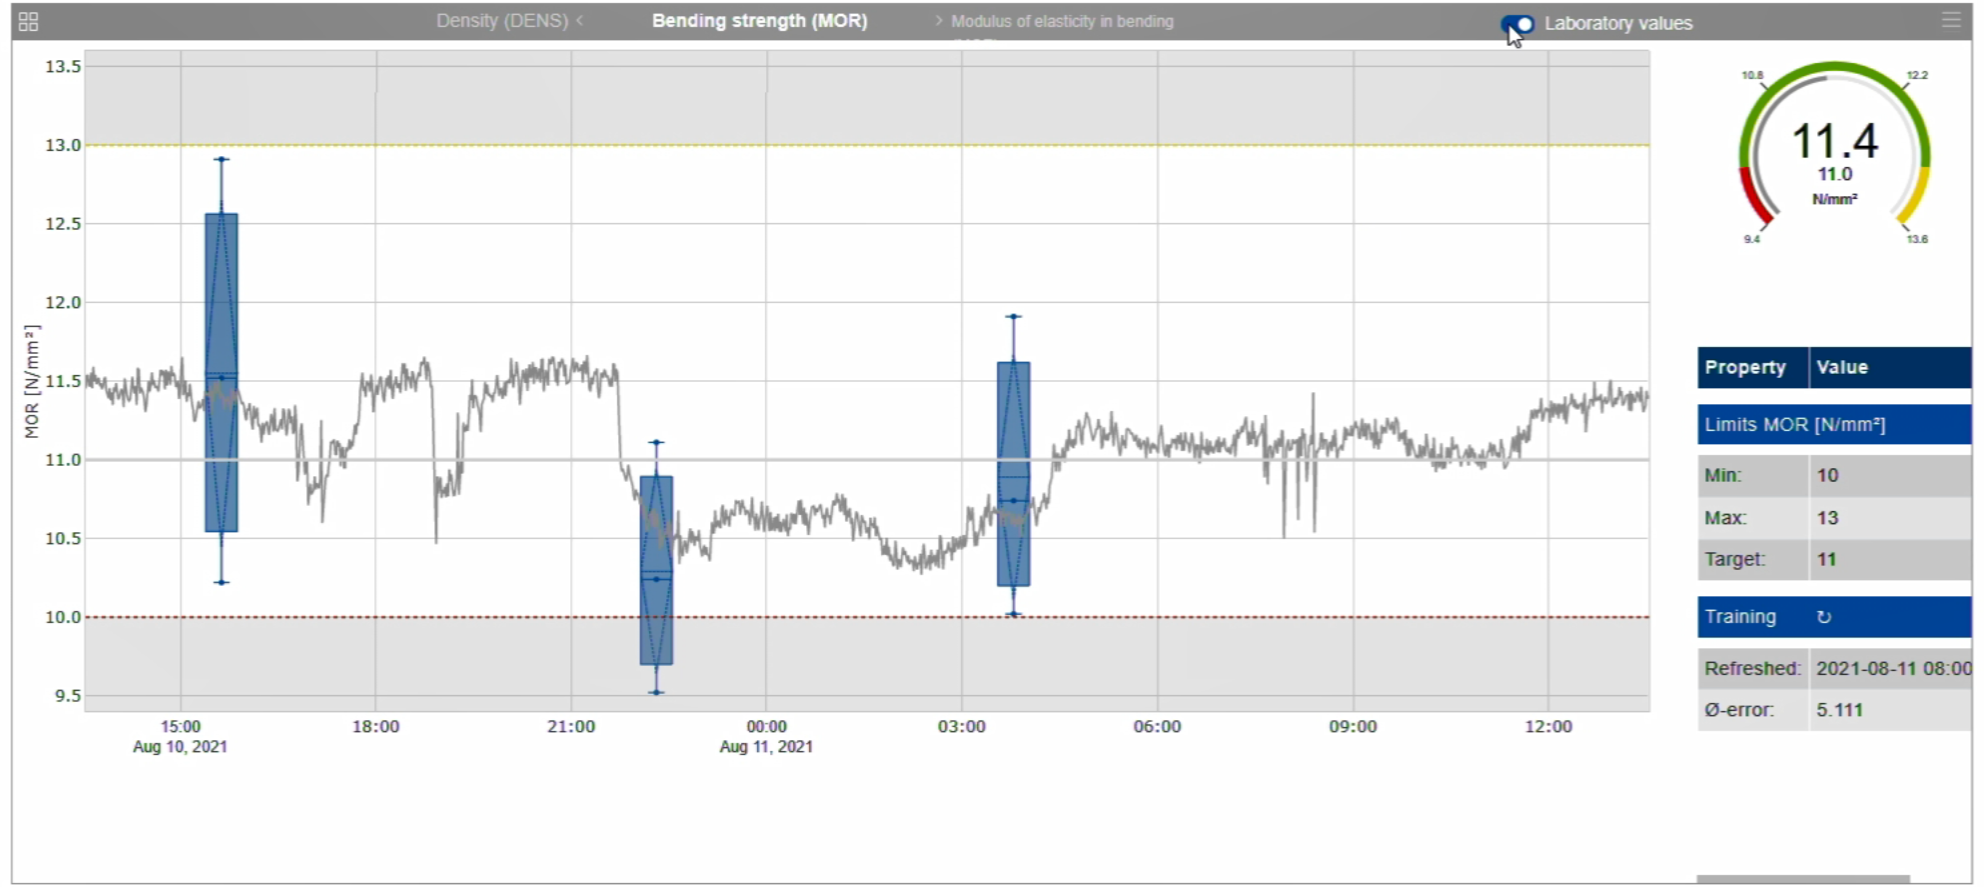 Density (DENS) <
Bending strength (MOR)
> Modulus of elasticity in bending
Laboratory values
13.5
13.0
12.5
12.0
11.5
11.0
10.5
10.0
9.5
MOR [N/mm²]
15:00
18:00
21:00
00:00
03:00
06:00
09:00
12:00
Aug 10, 2021
Aug 11, 2021
10.8
12.2
11.4
11.0
N/mm²
9.4
13.6
Property Value
Limits MOR [N/mm²]
Min: 10
Max: 13
Target: 11
Training ↻
Refreshed: 2021-08-11 08:00
Ø-error: 5.111